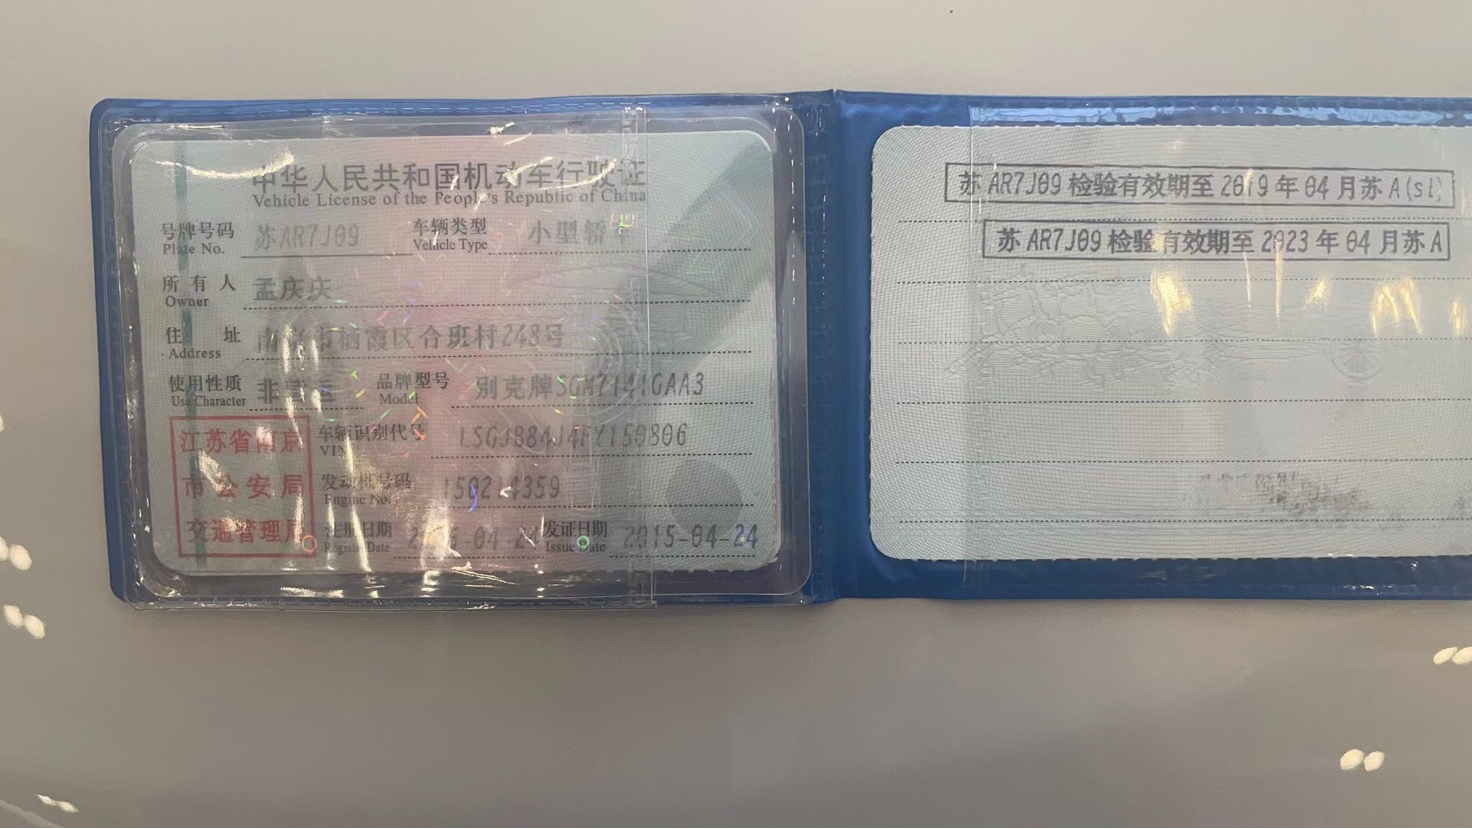 中华人民共和国机动车行驶证
Vehicle License of the People's Republic of China
号牌号码 苏AR7J09 车辆类型 小型轿车
Plate No. Vehicle Type
所有人 孟庆庆
Owner
住址 南京市栖霞区合班村248号
Address
使用性质 非营运 品牌型号 别克牌SGM7141GAA3
Use Character Model
江苏省南京 车辆识别代号 LSGJB84J4FY150806
VIN
市公安局 发动机号码 150214359
Engine No.
交通管理局 注册日期 2015-04-24 发证日期 2015-04-24
Register Date Issue Date
苏AR7J09检验有效期至2019年04月苏A(sl)
苏AR7J09检验有效期至2023年04月苏A